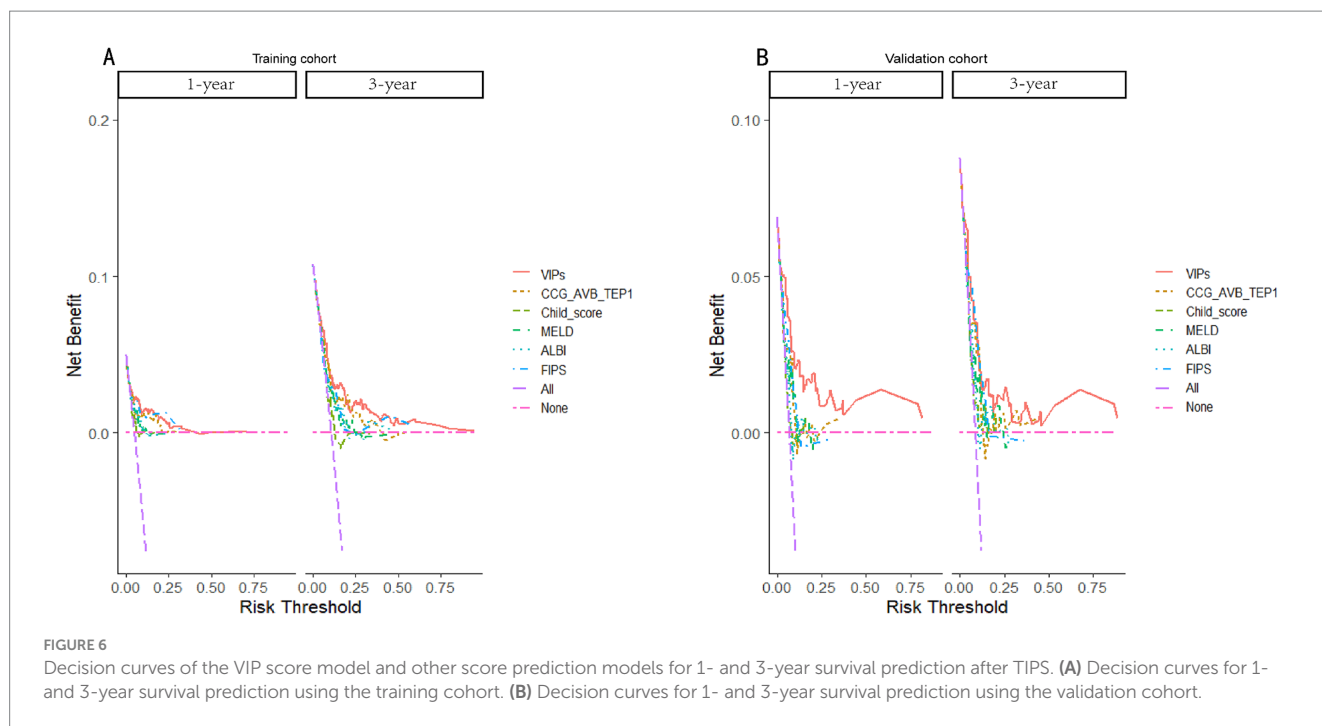 A
Training cohort
1-year
3-year
0.2
0.1
0.0
Net Benefit
0.00 0.25 0.50 0.75
0.00 0.25 0.50 0.75
Risk Threshold
VIPs
CCG_AVB_TEP1
Child_score
MELD
ALBI
FIPS
All
None
B
Validation cohort
1-year
3-year
0.10
0.05
0.00
Net Benefit
0.00 0.25 0.50 0.75
0.00 0.25 0.50 0.75
Risk Threshold
VIPs
CCG_AVB_TEP1
Child_score
MELD
ALBI
FIPS
All
None
FIGURE 6
Decision curves of the VIP score model and other score prediction models for 1- and 3-year survival prediction after TIPS. (A) Decision curves for 1-
and 3-year survival prediction using the training cohort. (B) Decision curves for 1- and 3-year survival prediction using the validation cohort.